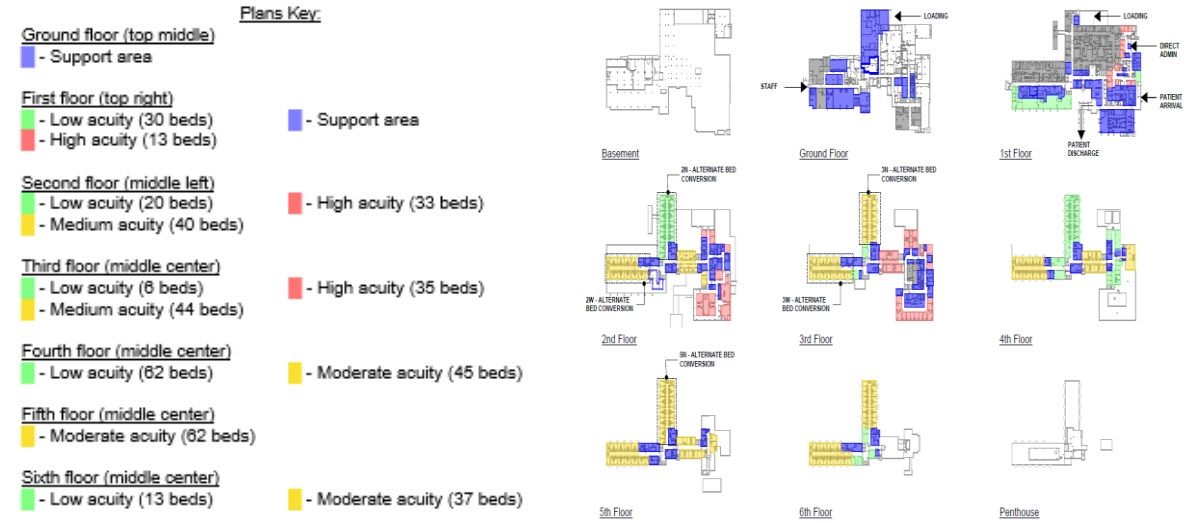 Plans Key:
Ground floor (top middle)
- Support area
First floor (top right)
- Low acuity (30 beds)
- Support area
- High acuity (13 beds)
Second floor (middle left)
- Low acuity (20 beds)
- High acuity (33 beds)
- Medium acuity (40 beds)
Third floor (middle center)
- Low acuity (6 beds)
- High acuity (35 beds)
- Medium acuity (44 beds)
Fourth floor (middle center)
- Low acuity (62 beds)
- Moderate acuity (45 beds)
Fifth floor (middle center)
- Moderate acuity (62 beds)
Sixth floor (middle center)
- Low acuity (13 beds)
- Moderate acuity (37 beds)
Basement
LOADING
STAFF
Ground Floor
LOADING
DIRECT
ADMIN
PATIENT
ARRIVAL
PATIENT
DISCHARGE
1st Floor
2N - ALTERNATE BED
CONVERSION
2W - ALTERNATE
BED CONVERSION
2nd Floor
3N - ALTERNATE BED
CONVERSION
3W - ALTERNATE
BED CONVERSION
3rd Floor
4th Floor
5N - ALTERNATE BED
CONVERSION
5th Floor
6th Floor
Penthouse